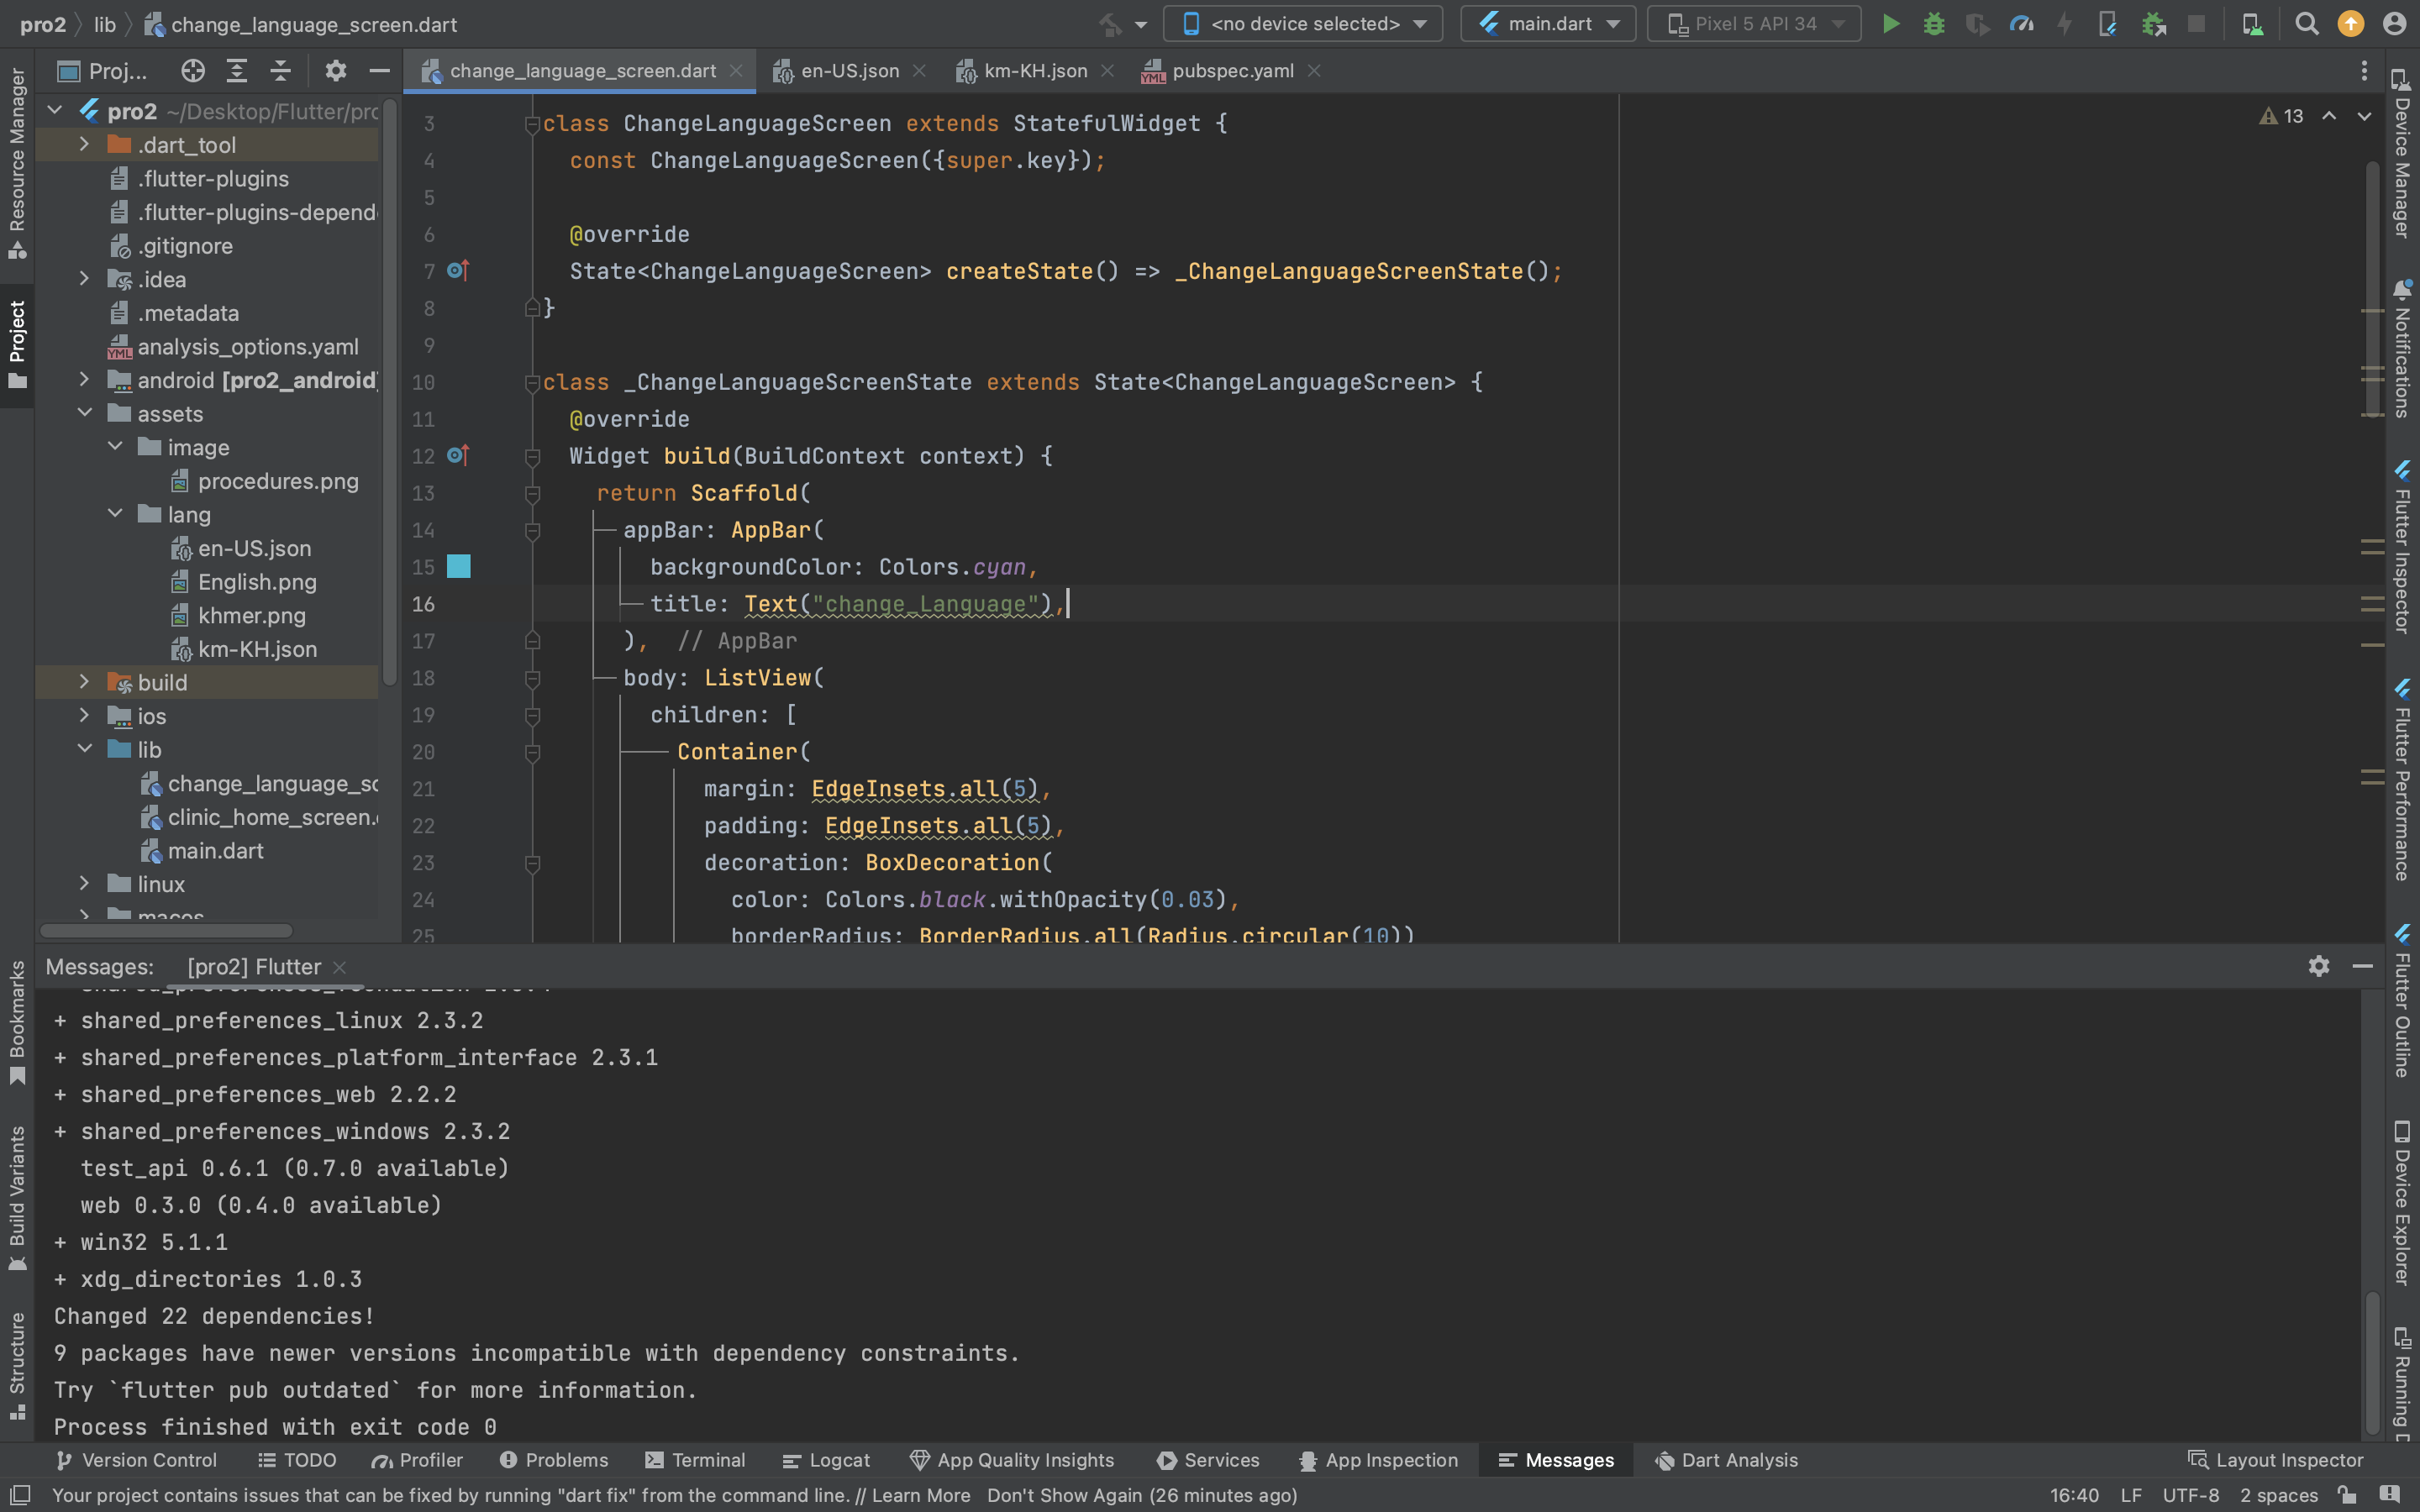 pro2 lib change_language_screen.dart <no device selected> main.dart Pixel 5 API 34
Proj... change_language_screen.dart en-US.json km-KH.json pubspec.yaml
Resource Manager
Project
Bookmarks
Build Variants
Structure
pro2 ~/Desktop/Flutter/pro
.dart_tool
.flutter-plugins
.flutter-plugins-depend
.gitignore
.idea
.metadata
YML analysis_options.yaml
android [pro2_android]
assets
image
procedures.png
lang
en-US.json
English.png
khmer.png
km-KH.json
build
ios
lib
change_language_sc
clinic_home_screen.
main.dart
linux
macos
13
3 class ChangeLanguageScreen extends StatefulWidget {
4 const ChangeLanguageScreen({super.key});
5
6 @override
7 State<ChangeLanguageScreen> createState() => _ChangeLanguageScreenState();
8 }
9
10 class _ChangeLanguageScreenState extends State<ChangeLanguageScreen> {
11 @override
12 Widget build(BuildContext context) {
13 return Scaffold(
14 appBar: AppBar(
15 backgroundColor: Colors.cyan,
16 title: Text("change_Language"),
17 ), // AppBar
18 body: ListView(
19 children: [
20 Container(
21 margin: EdgeInsets.all(5),
22 padding: EdgeInsets.all(5),
23 decoration: BoxDecoration(
24 color: Colors.black.withOpacity(0.03),
25 borderRadius: BorderRadius.all(Radius.circular(10))
Device Manager
Notifications
Flutter Inspector
Flutter Performance
Flutter Outline
Device Explorer
Running D
Messages: [pro2] Flutter
+ shared_preferences_linux 2.3.2
+ shared_preferences_platform_interface 2.3.1
+ shared_preferences_web 2.2.2
+ shared_preferences_windows 2.3.2
test_api 0.6.1 (0.7.0 available)
web 0.3.0 (0.4.0 available)
+ win32 5.1.1
+ xdg_directories 1.0.3
Changed 22 dependencies!
9 packages have newer versions incompatible with dependency constraints.
Try `flutter pub outdated` for more information.
Process finished with exit code 0
Version Control TODO Profiler Problems Terminal Logcat App Quality Insights Services App Inspection Messages Dart Analysis Layout Inspector
Your project contains issues that can be fixed by running "dart fix" from the command line. // Learn More Don't Show Again (26 minutes ago) 16:40 LF UTF-8 2 spaces